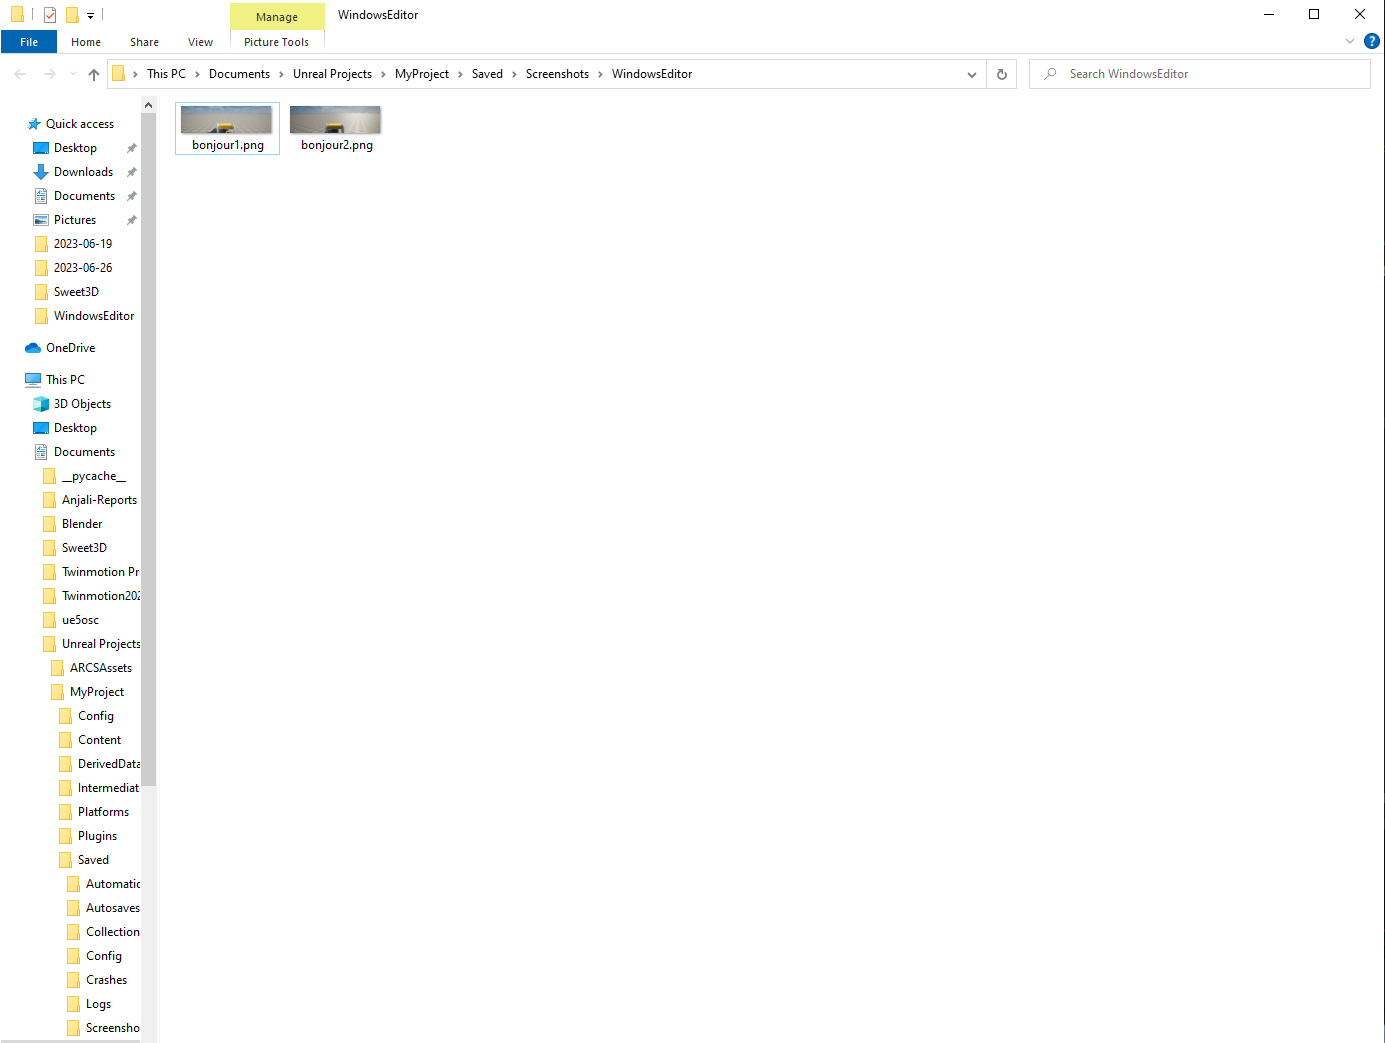 Manage
WindowsEditor
File
Home
Share
View
Picture Tools
This PC
Documents
Unreal Projects
MyProject
Saved
Screenshots
WindowsEditor
Search WindowsEditor
Quick access
Desktop
Downloads
Documents
Pictures
2023-06-19
2023-06-26
Sweet3D
WindowsEditor
OneDrive
This PC
3D Objects
Desktop
Documents
__pycache__
Anjali-Reports
Blender
Sweet3D
Twinmotion Pr
Twinmotion202
ue5osc
Unreal Projects
ARCSAssets
MyProject
Config
Content
DerivedData
Intermediat
Platforms
Plugins
Saved
Automatic
Autosaves
Collection
Config
Crashes
Logs
Screensho
bonjour1.png
bonjour2.png